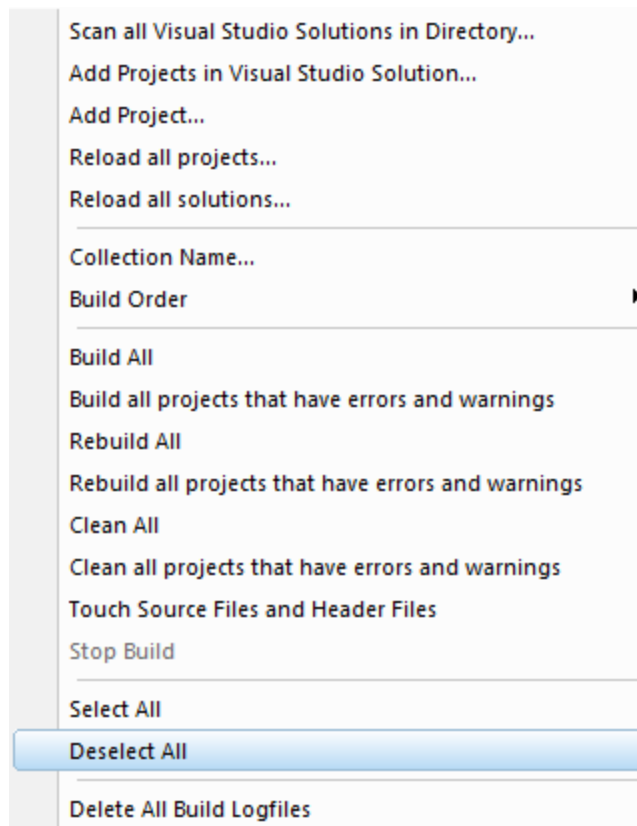 Scan all Visual Studio Solutions in Directory...
Add Projects in Visual Studio Solution...
Add Project...
Reload all projects...
Reload all solutions...
Collection Name...
Build Order
Build All
Build all projects that have errors and warnings
Rebuild All
Rebuild all projects that have errors and warnings
Clean All
Clean all projects that have errors and warnings
Touch Source Files and Header Files
Stop Build
Select All
Deselect All
Delete All Build Logfiles